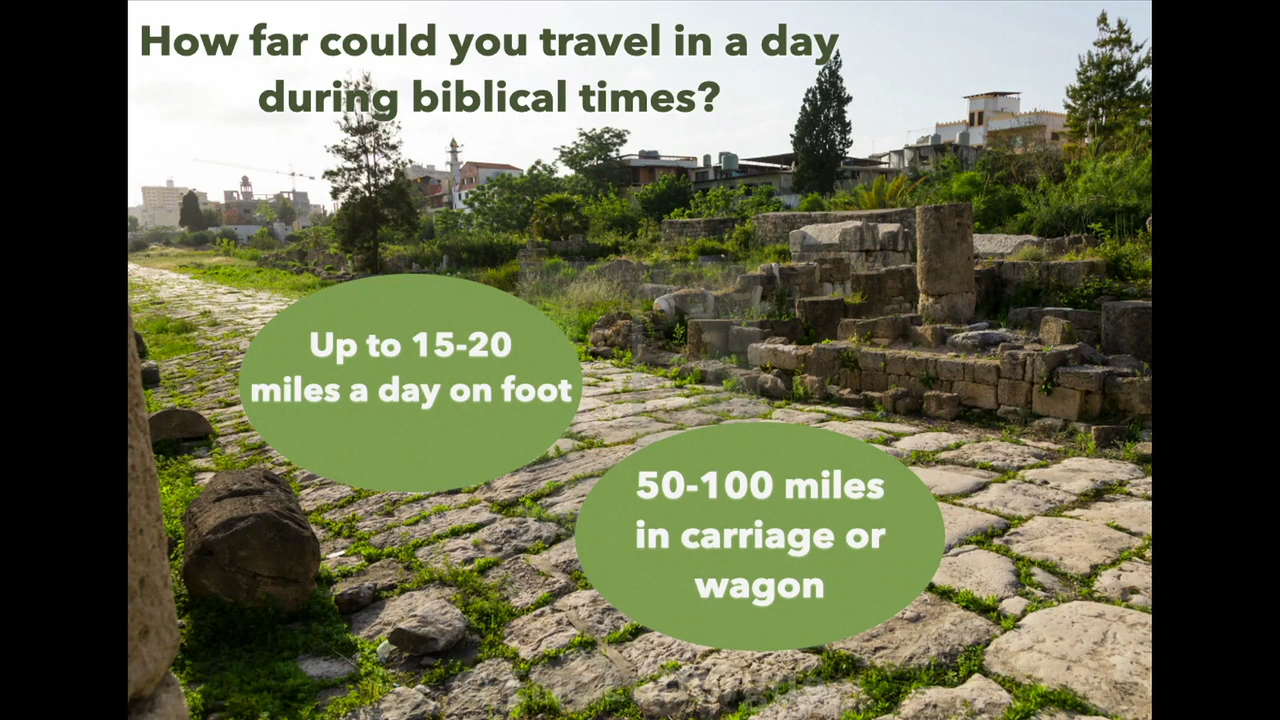 How far could you travel in a day
during biblical times?
Up to 15-20
miles a day on foot
50-100 miles
in carriage or
wagon